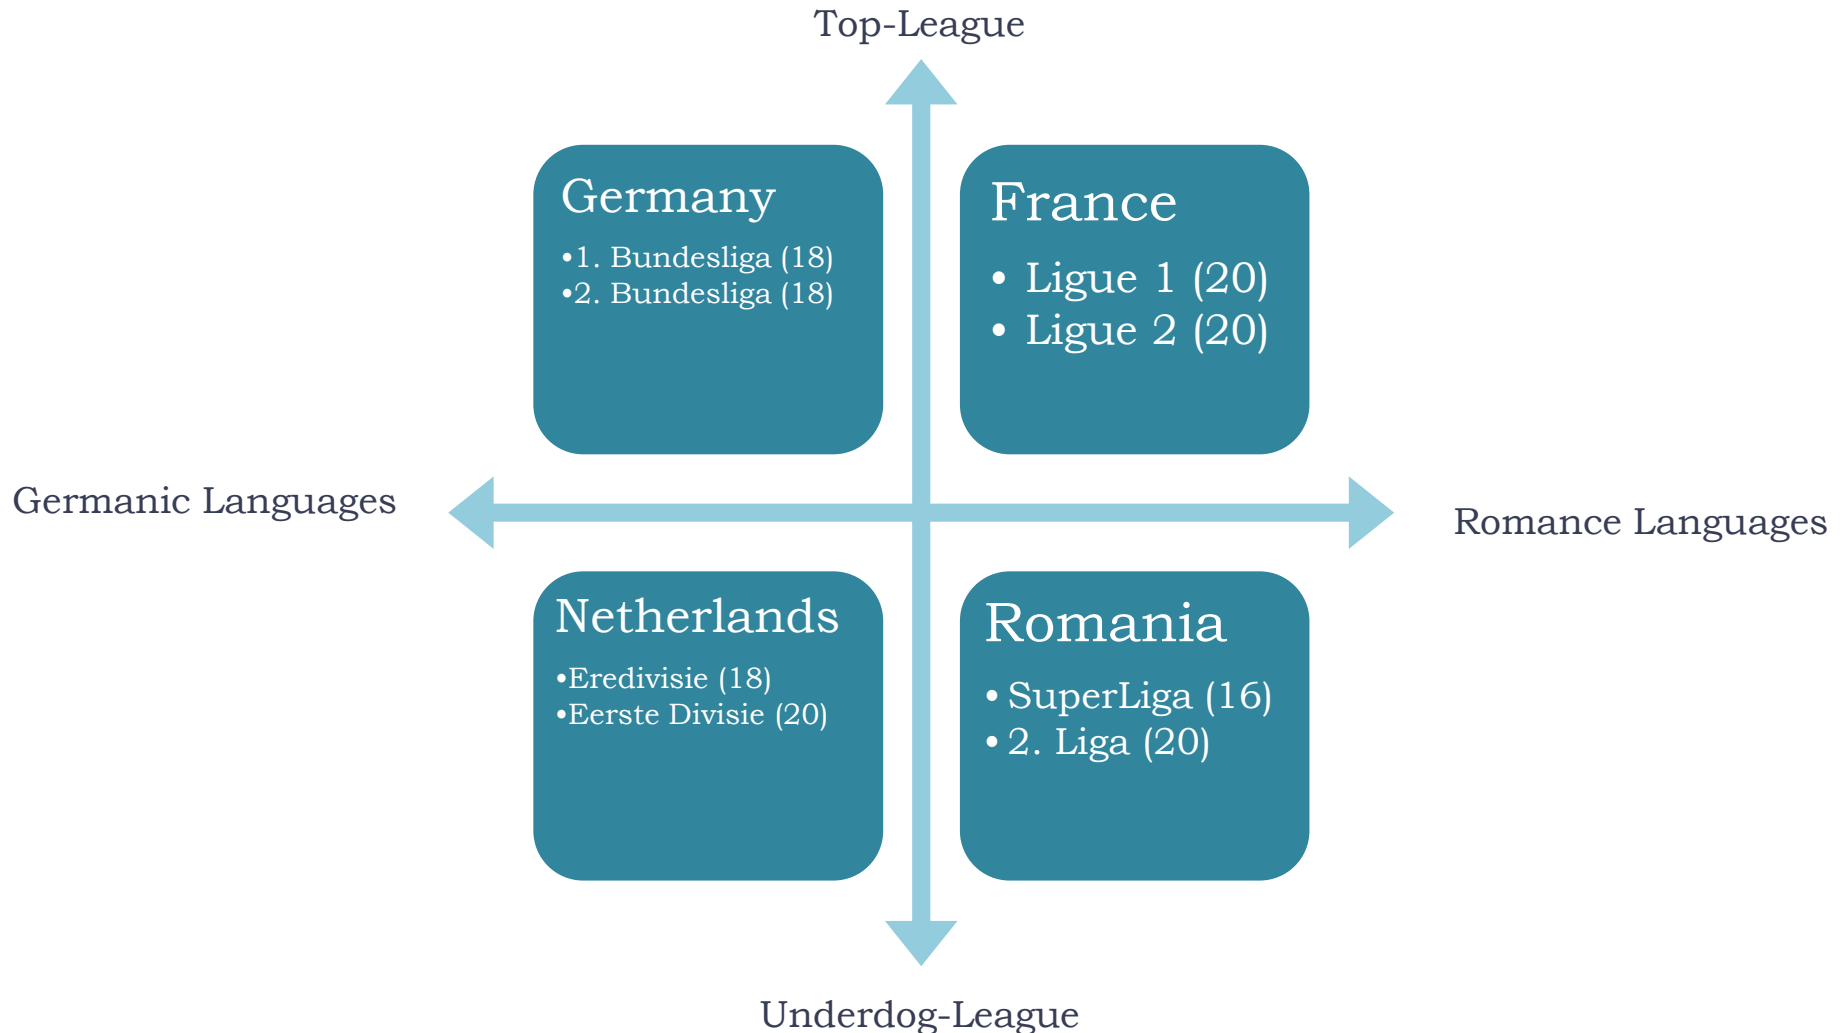 Top-League
Germany
•1. Bundesliga (18)
•2. Bundesliga (18)
France
• Ligue 1 (20)
• Ligue 2 (20)
Germanic Languages
Romance Languages
Netherlands
•Eredivisie (18)
•Eerste Divisie (20)
Romania
• SuperLiga (16)
• 2. Liga (20)
Underdog-League